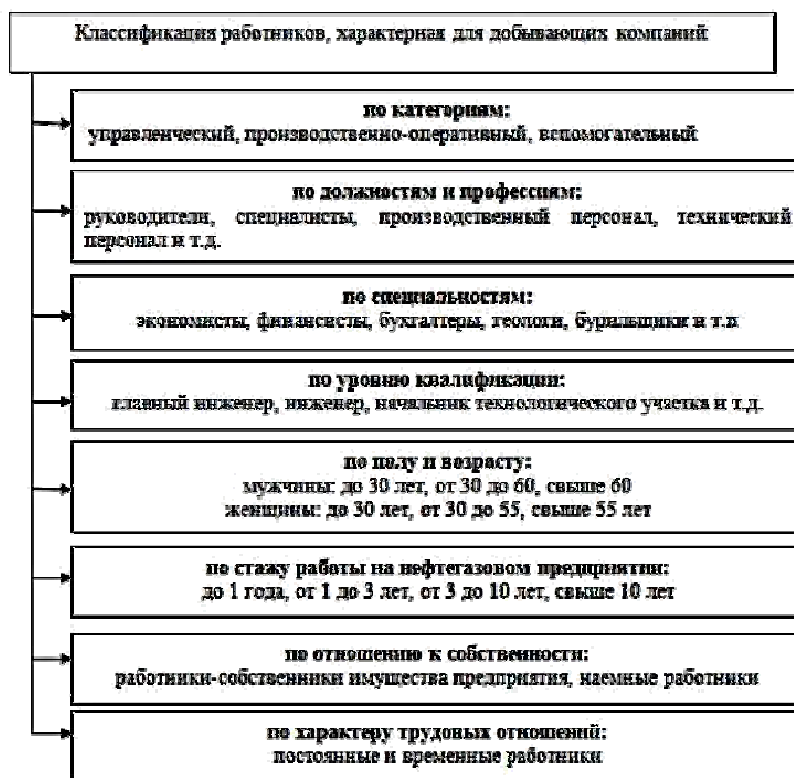 Классификация работников, характерная для добывающих компаний
по категориям:
управленческий, производственно-оперативный, вспомогательный
по должностям и профессиям:
руководители, специалисты, производственный персонал, технический
персонал и т.д.
по специальностям:
экономисты, финансисты, бухгалтеры, геологи, бурильщики и т.д.
по уровню квалификации:
главный инженер, инженер, начальник технологического участка и т.д.
по полу и возрасту:
мужчины: до 30 лет, от 30 до 60, свыше 60
женщины: до 30 лет, от 30 до 55, свыше 55 лет
по стажу работы на нефтегазовом предприятии:
до 1 года, от 1 до 3 лет, от 3 до 10 лет, свыше 10 лет
по отношению к собственности:
работники-собственники имущества предприятия, наемные работники
по характеру трудовых отношений:
постоянные и временные работники